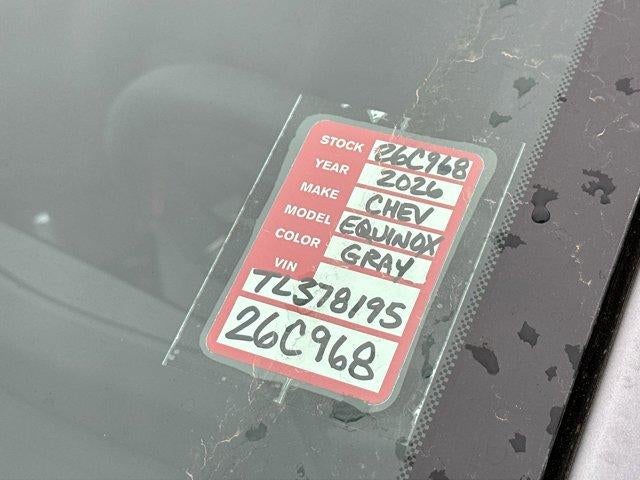 STOCK 26C968
YEAR 2026
MAKE CHEV
MODEL EQUINOX
COLOR GRAY
VIN
TL378195
26C968